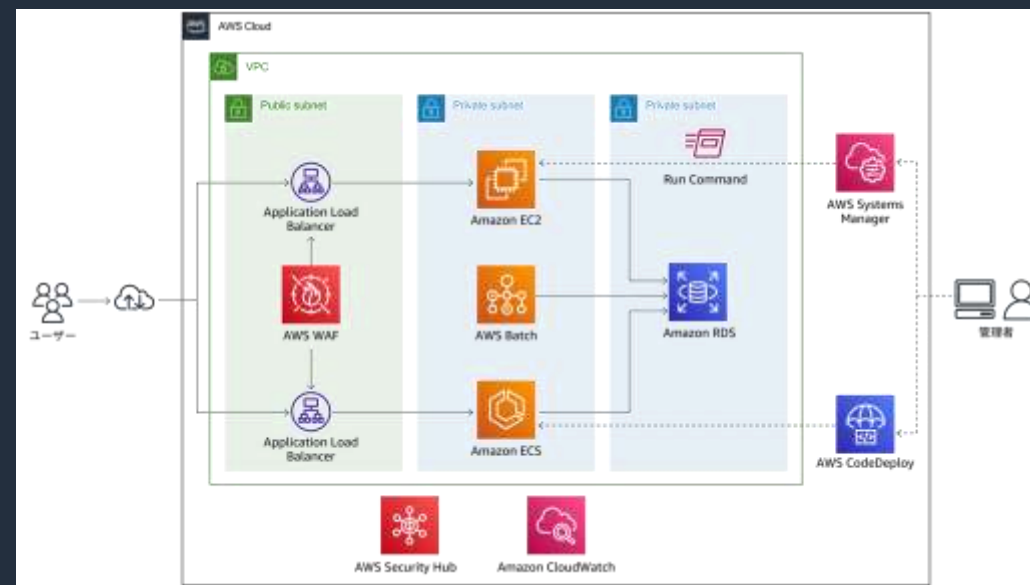 AWS Cloud
VPC
Public subnet
Private subnet
Private subnet
Run Command
Application Load
Balancer
Amazon EC2
AWS Systems
Manager
ユーザー
AWS WAF
AWS Batch
Amazon RDS
管理者
Application Load
Balancer
Amazon ECS
AWS CodeDeploy
AWS Security Hub
Amazon CloudWatch